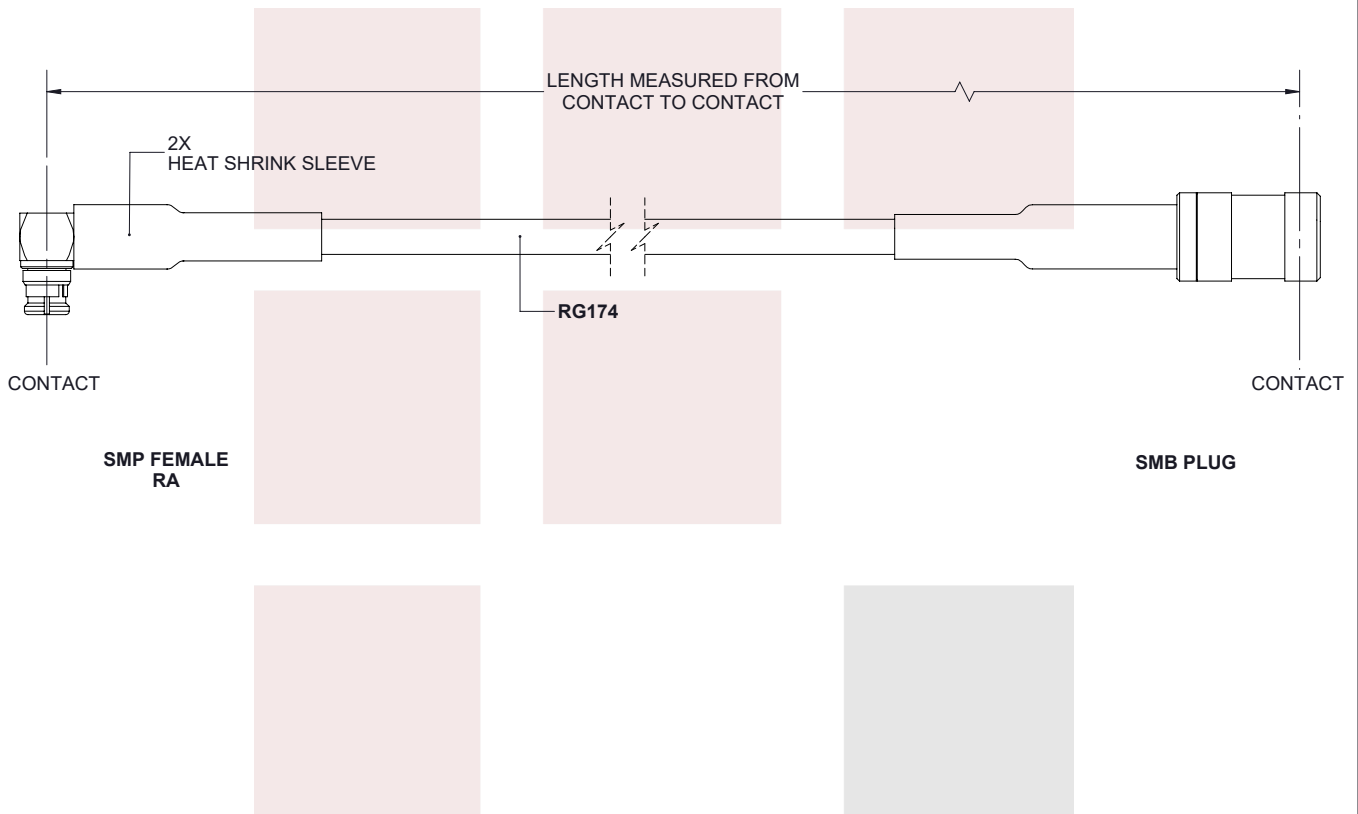 LENGTH MEASURED FROM
CONTACT TO CONTACT
2X
HEAT SHRINK SLEEVE
RG174
CONTACT
CONTACT
SMP FEMALE
RA
SMB PLUG